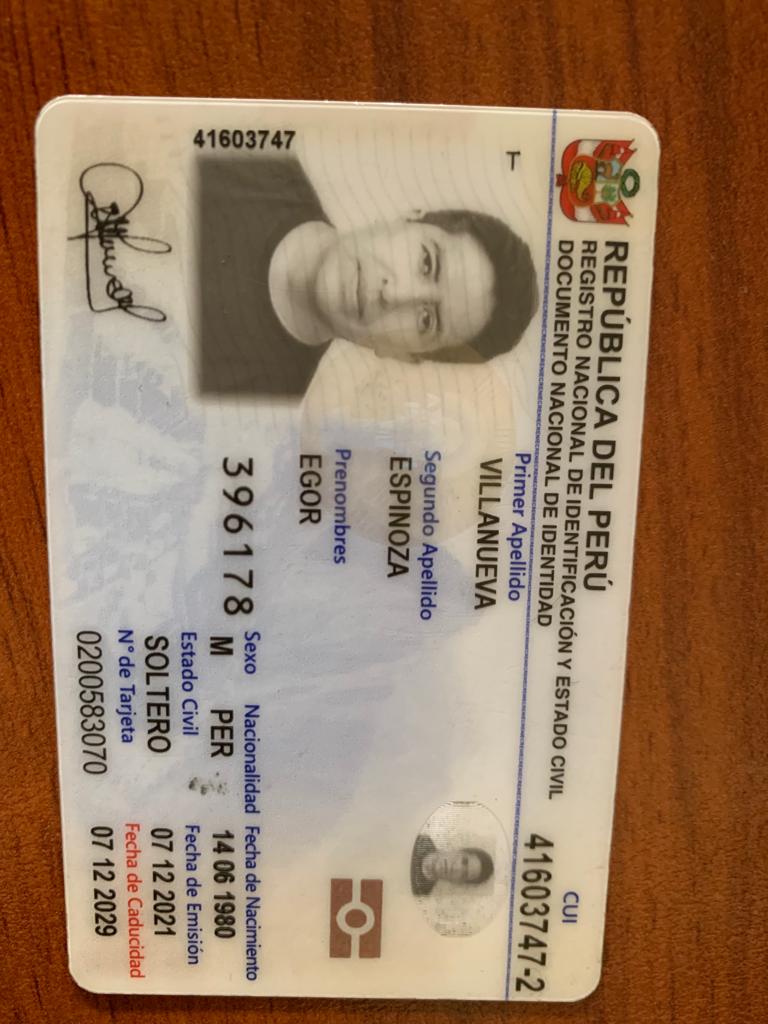 REPÚBLICA DEL PERÚ
REGISTRO NACIONAL DE IDENTIFICACIÓN Y ESTADO CIVIL
DOCUMENTO NACIONAL DE IDENTIDAD
CUI
41603747-2
Primer Apellido
VILLANUEVA
Segundo Apellido
ESPINOZA
Prenombres
EGOR
41603747
396178
Sexo Nacionalidad Fecha de Nacimiento
M PER 14 06 1980
Estado Civil Fecha de Emisión
SOLTERO 07 12 2021
N° de Tarjeta Fecha de Caducidad
0200583070 07 12 2029